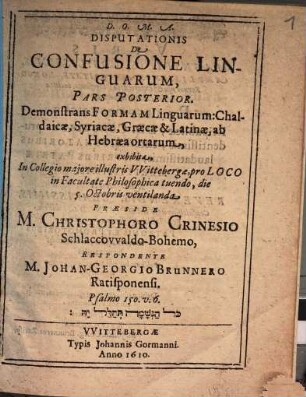 1
D. O. M. A.
DISPUTATIONIS
DE
CONFUSIONE LIN-
GUARUM,
PARS POSTERIOR.
Demonstrans FORMAM Linguarum: Chal-
daicæ, Syriacæ, Græcæ & Latinæ, ab
Hebræa ortarum,
exhibita
In Collegio majore illustris VVittebergæ, pro LOCO
in Facultate Philosophica tuendo, die
5. Octobris ventilanda
PRÆSIDE
M. CHRISTOPHORO CRINESIO
Schlaccovvaldo-Bohemo,
RESPONDENTE
M. JOHAN-GEORGIO BRUNNERO
Ratisponensi.
Psalmo 150. v. 6.
כל הַנְּשָׁמָה תְּהַלֵּל יָהּ :
VVITTEBERGÆ
Typis Johannis Gormanni.
Anno 1610.